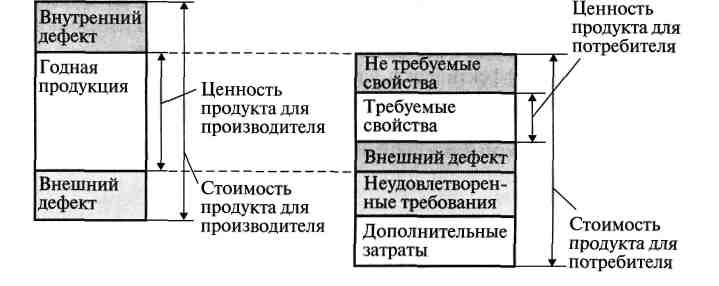 Внутренний
дефект
Годная
продукция
Внешний
дефект
Ценность
продукта для
производителя
Стоимость
продукта для
производителя
Не требуемые
свойства
Требуемые
свойства
Внешний дефект
Неудовлетворен-
ные требования
Дополнительные
затраты
Ценность
продукта для
потребителя
Стоимость
продукта для
потребителя